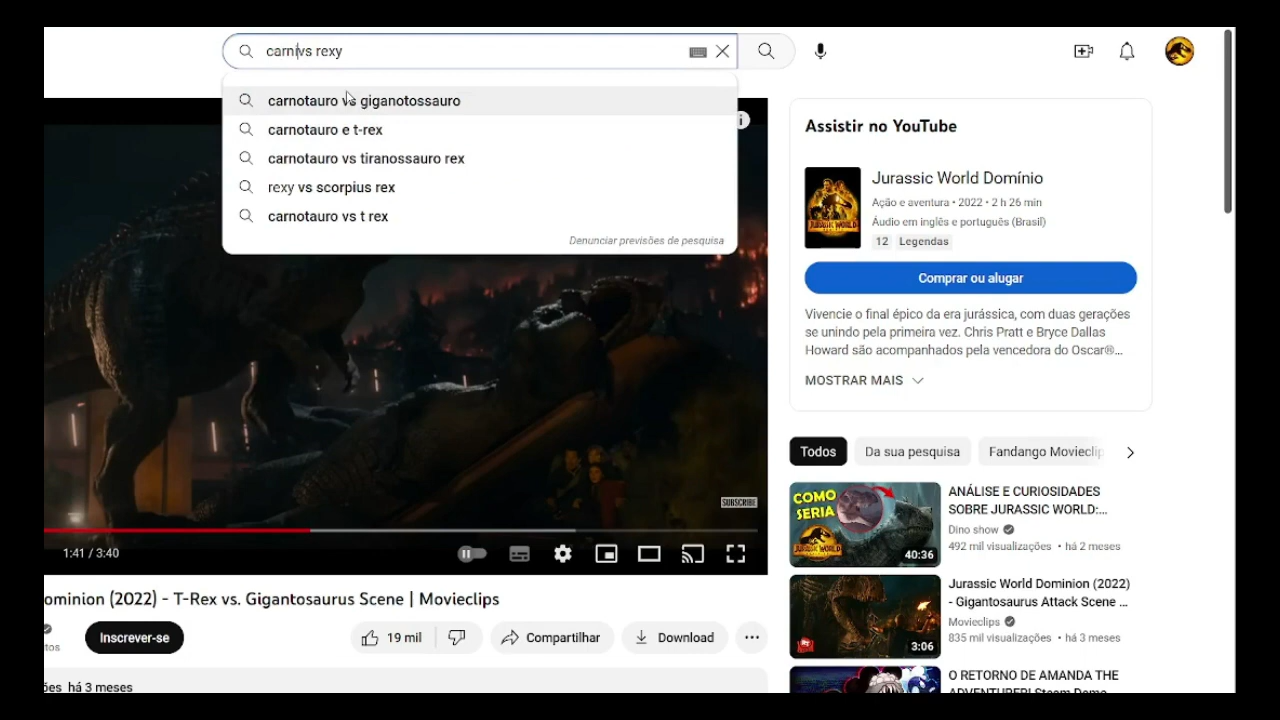 carnivs rexy
carnotauro vs giganotossauro
carnotauro e t-rex
carnotauro vs tiranossauro rex
rexy vs scorpius rex
carnotauro vs t rex
Denunciar previsões de pesquisa
i
SUBSCRIBE
1:41 / 3:40
ominion (2022) - T-Rex vs. Gigantosaurus Scene | Movieclips
tos
Inscrever-se
19 mil
Compartilhar
Download
ões há 3 meses
Assistir no YouTube
Jurassic World Domínio
Ação e aventura • 2022 • 2 h 26 min
Áudio em inglês e português (Brasil)
12 Legendas
Comprar ou alugar
Vivencie o final épico da era jurássica, com duas gerações
se unindo pela primeira vez. Chris Pratt e Bryce Dallas
Howard são acompanhados pela vencedora do Oscar®...
MOSTRAR MAIS
Todos
Da sua pesquisa
Fandango Movieclip
COMO
SERIA
40:36
ANÁLISE E CURIOSIDADES
SOBRE JURASSIC WORLD:...
Dino show
492 mil visualizações • há 2 meses
3:06
Jurassic World Dominion (2022)
- Gigantosaurus Attack Scene ...
Movieclips
835 mil visualizações • há 3 meses
O RETORNO DE AMANDA THE
ADVENTURER! Steam Demo